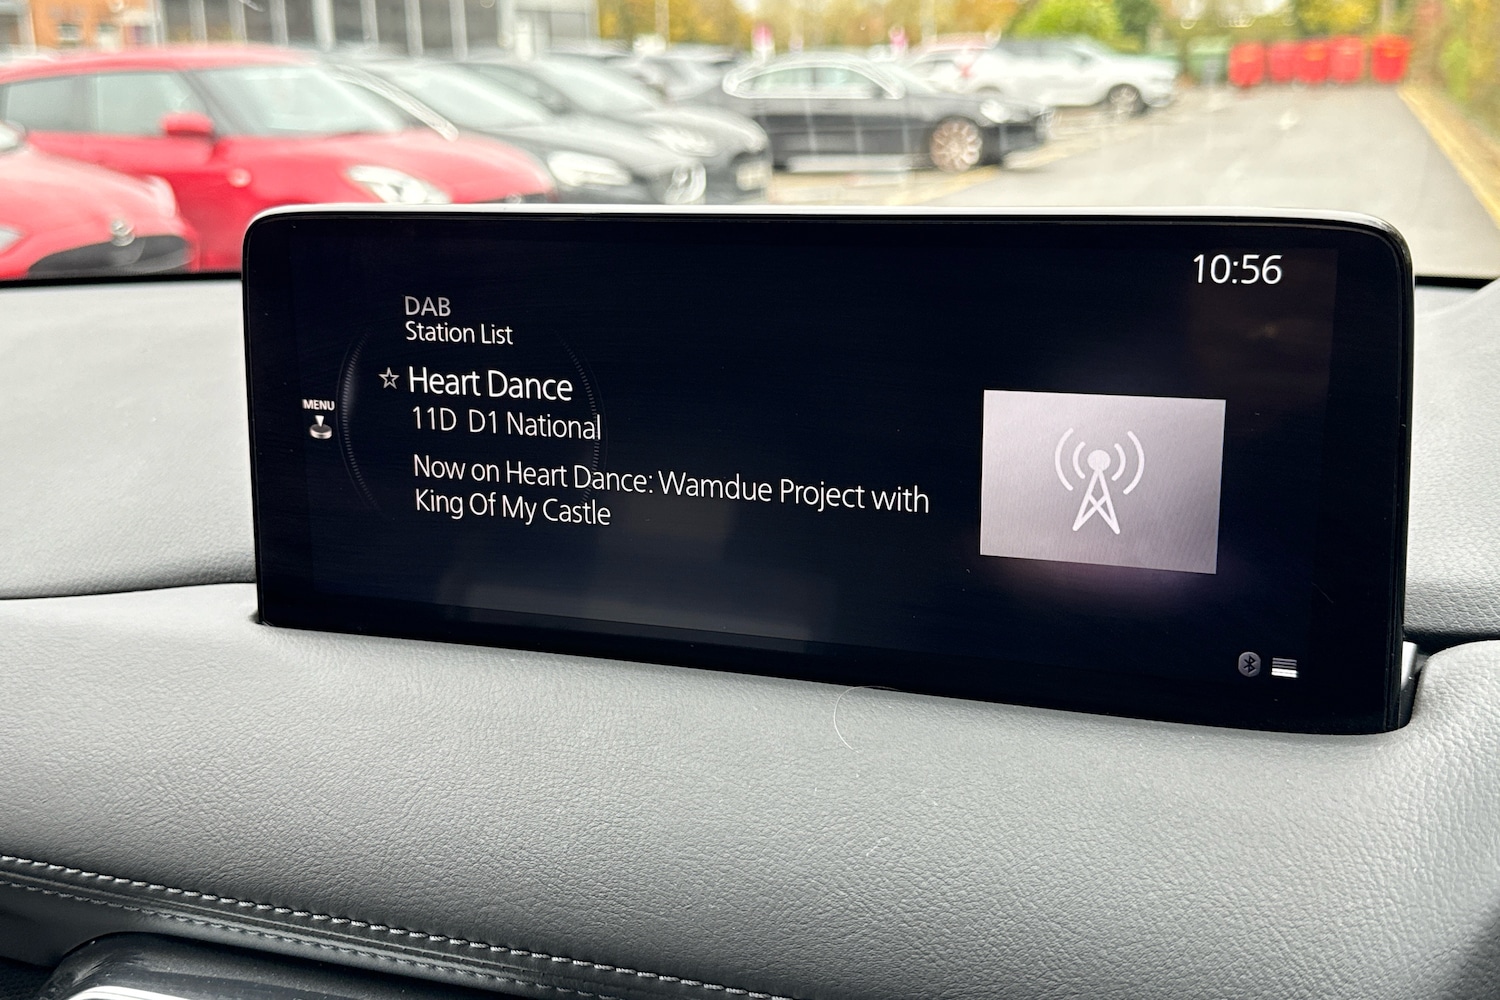 10:56
DAB
Station List
Heart Dance
MENU
11D D1 National
Now on Heart Dance: Wamdue Project with
King Of My Castle